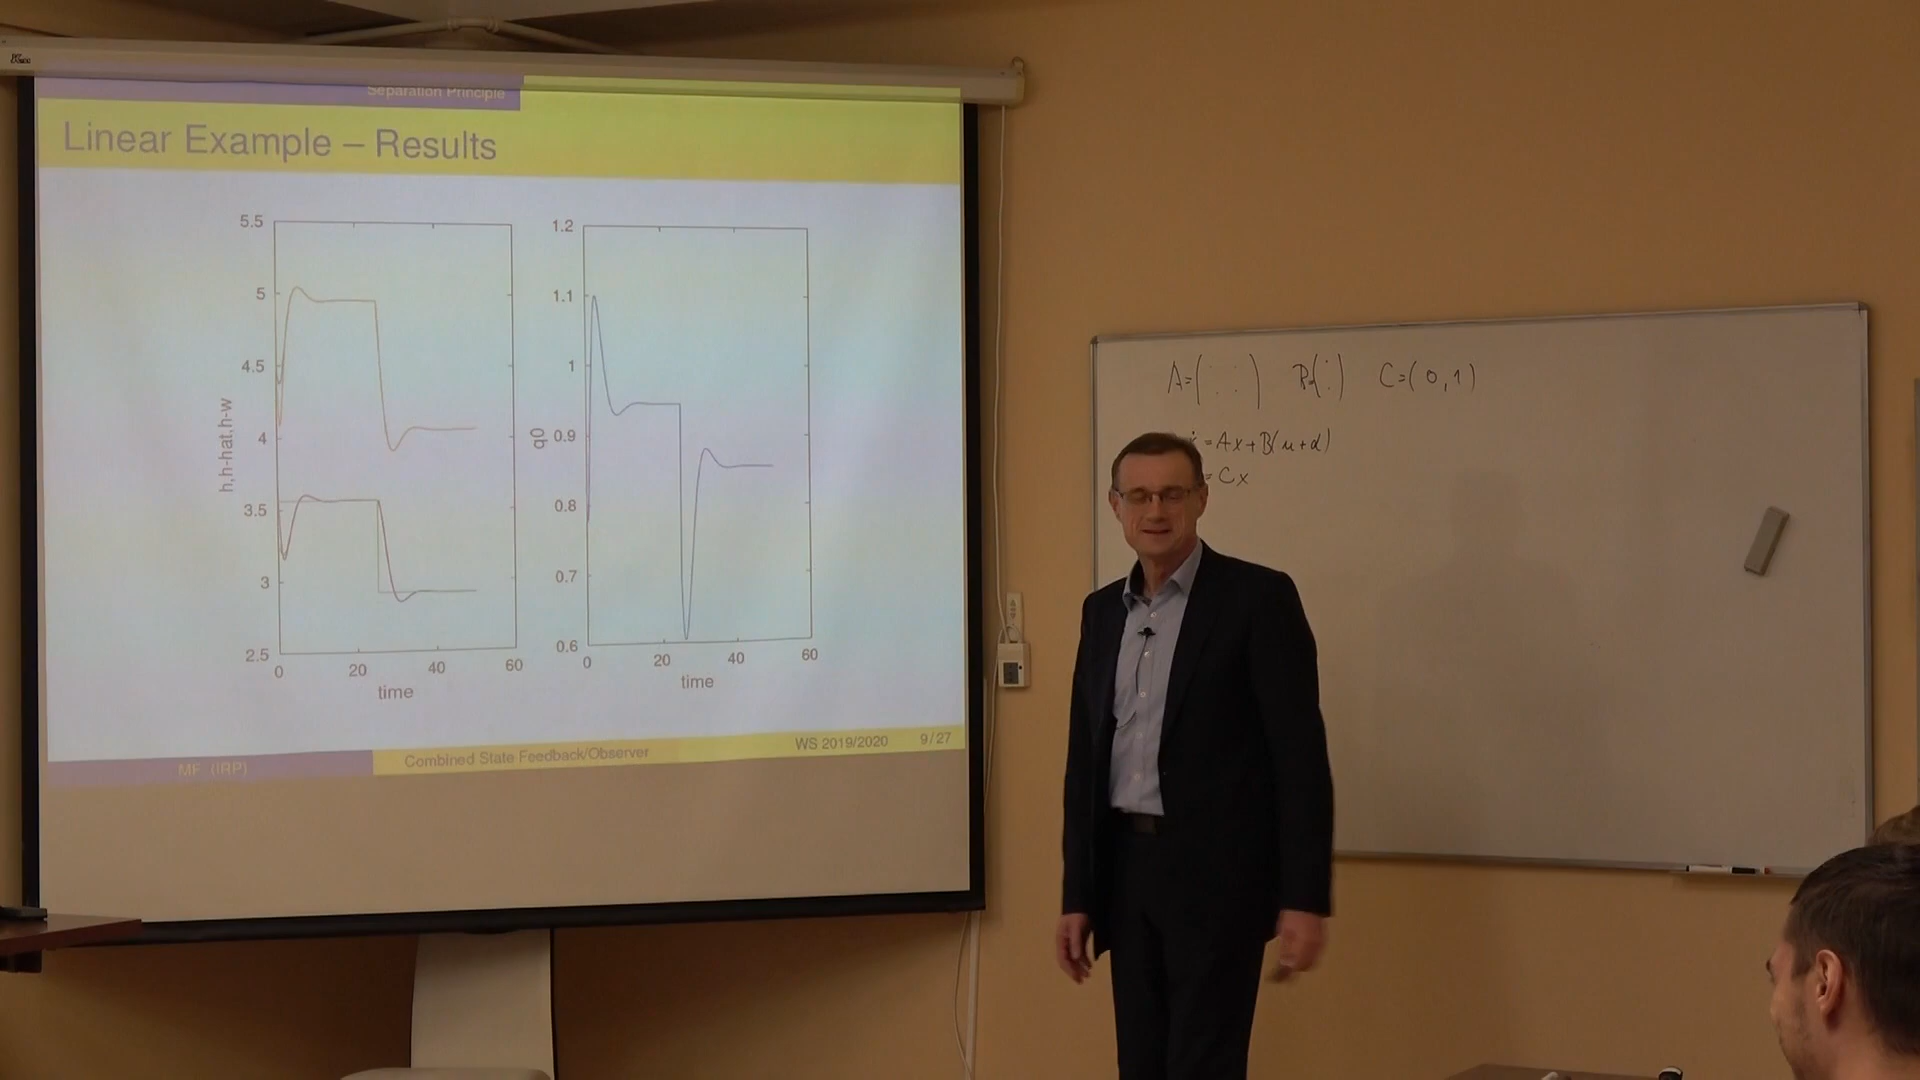 Separation Principle
Linear Example – Results
5.5
5
4.5
4
3.5
3
2.5
0
20
40
60
h,h-hat,h-w
time
1.2
1.1
1
0.9
0.8
0.7
0.6
0
20
40
60
q0
time
MF (IRP)
Combined State Feedback/Observer
WS 2019/2020
9/27
A=( ) B=( ) C=(0,1)
=Ax+B(u+d)
=Cx